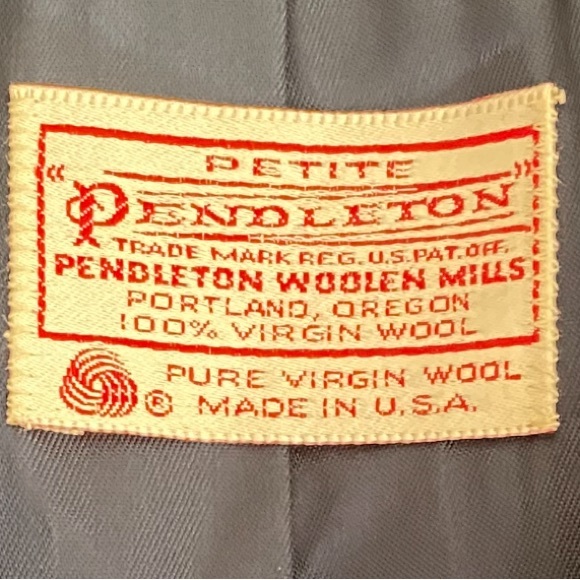 PETITE
"PENDLETON"
TRADE MARK REG. U.S. PAT. OFF.
PENDLETON WOOLEN MILLS
PORTLAND, OREGON
100% VIRGIN WOOL
PURE VIRGIN WOOL
® MADE IN U.S.A.